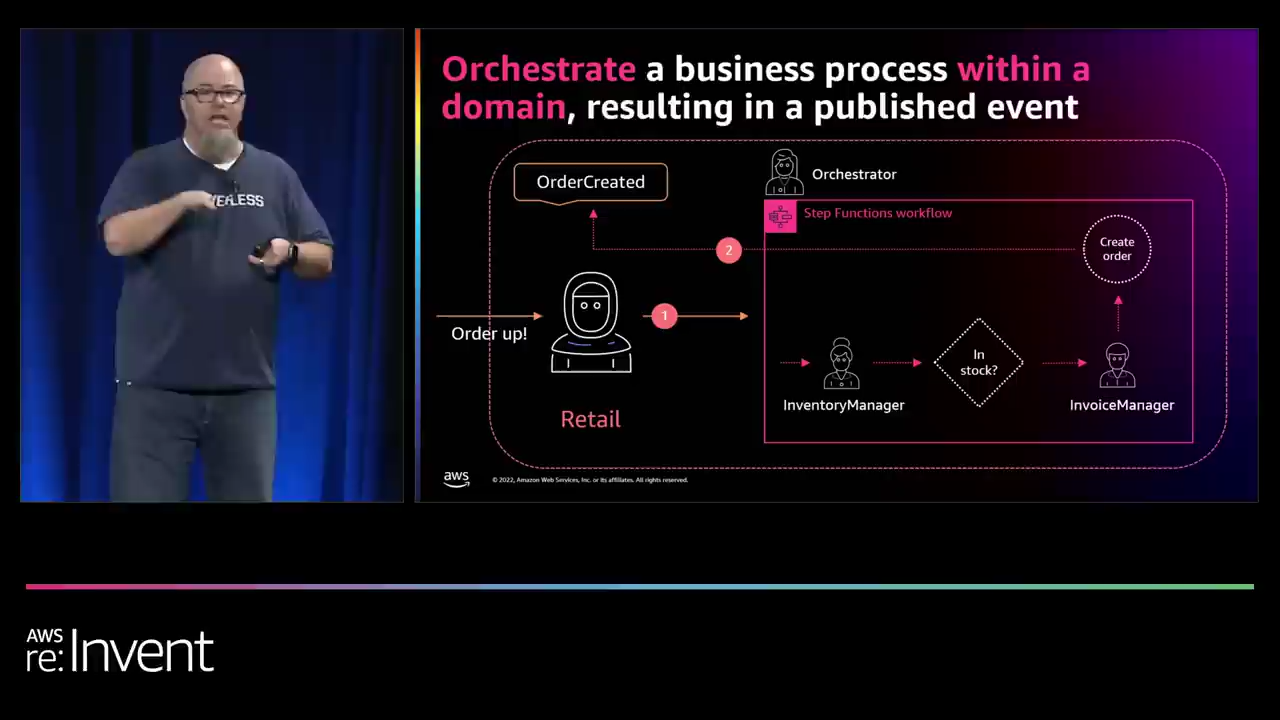 Orchestrate a business process within a
domain, resulting in a published event
OrderCreated
Orchestrator
Step Functions workflow
Create
order
2
1
Order up!
In
stock?
InventoryManager
InvoiceManager
Retail
aws
© 2022, Amazon Web Services, Inc. or its affiliates. All rights reserved.
AWS
re:Invent